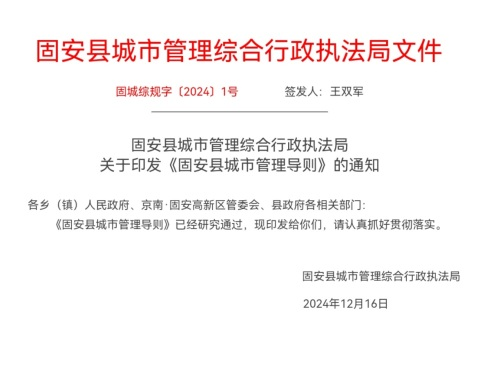 固安县城市管理综合行政执法局文件
固城综规字〔2024〕1号 签发人：王双军
固安县城市管理综合行政执法局
关于印发《固安县城市管理导则》的通知
各乡（镇）人民政府、京南·固安高新区管委会、县政府各相关部门：
《固安县城市管理导则》已经研究通过，现印发给你们，请认真抓好贯彻落实。
固安县城市管理综合行政执法局
2024年12月16日